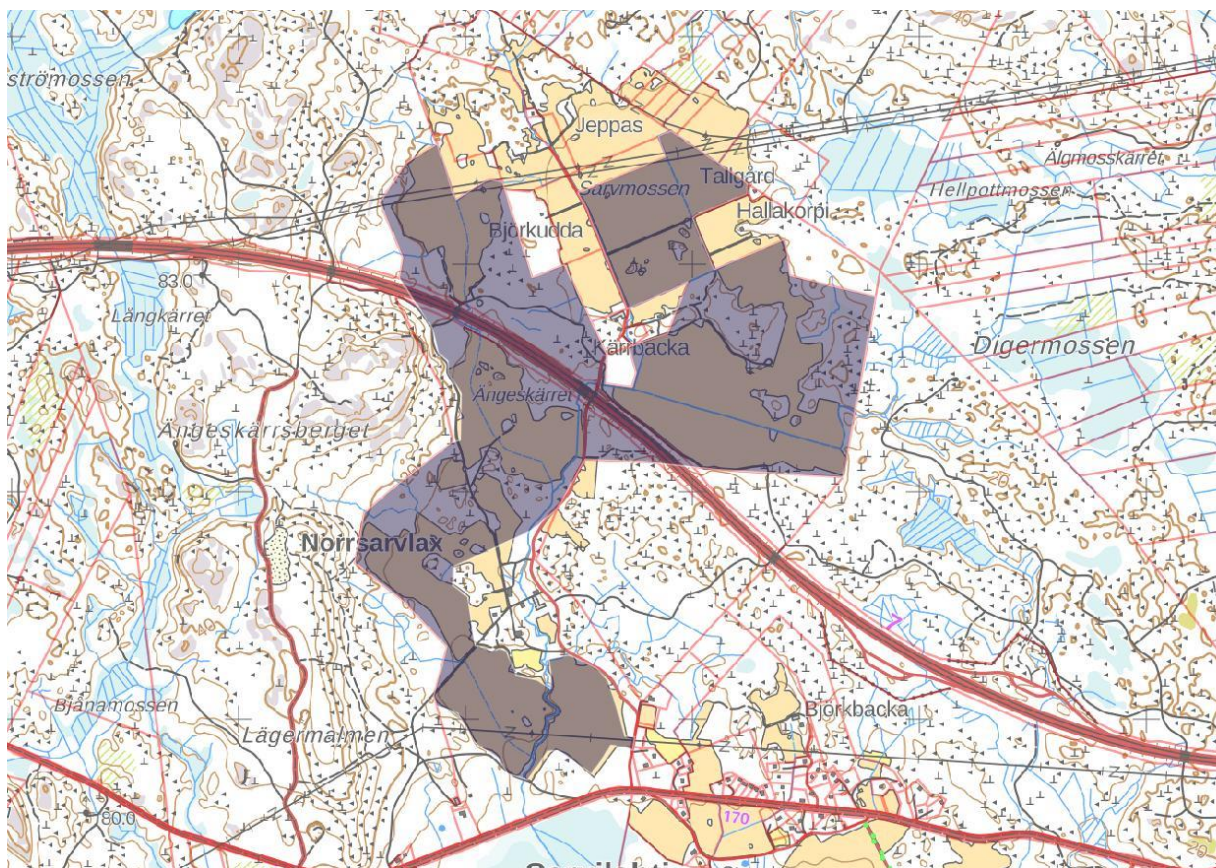 strömossen
Jeppas
Sarvmossen
Tallgård
Hallakorpi
Älgmosskärret
Hellpottmossen
Björkudda
83.0
Långkärret
Digermossen
Kärrbacka
Ängeskärret
Ängeskärrsberget
Norrsarvlax
7
Bjänamossen
Lägermalmen
Björkbacka
80.0
170